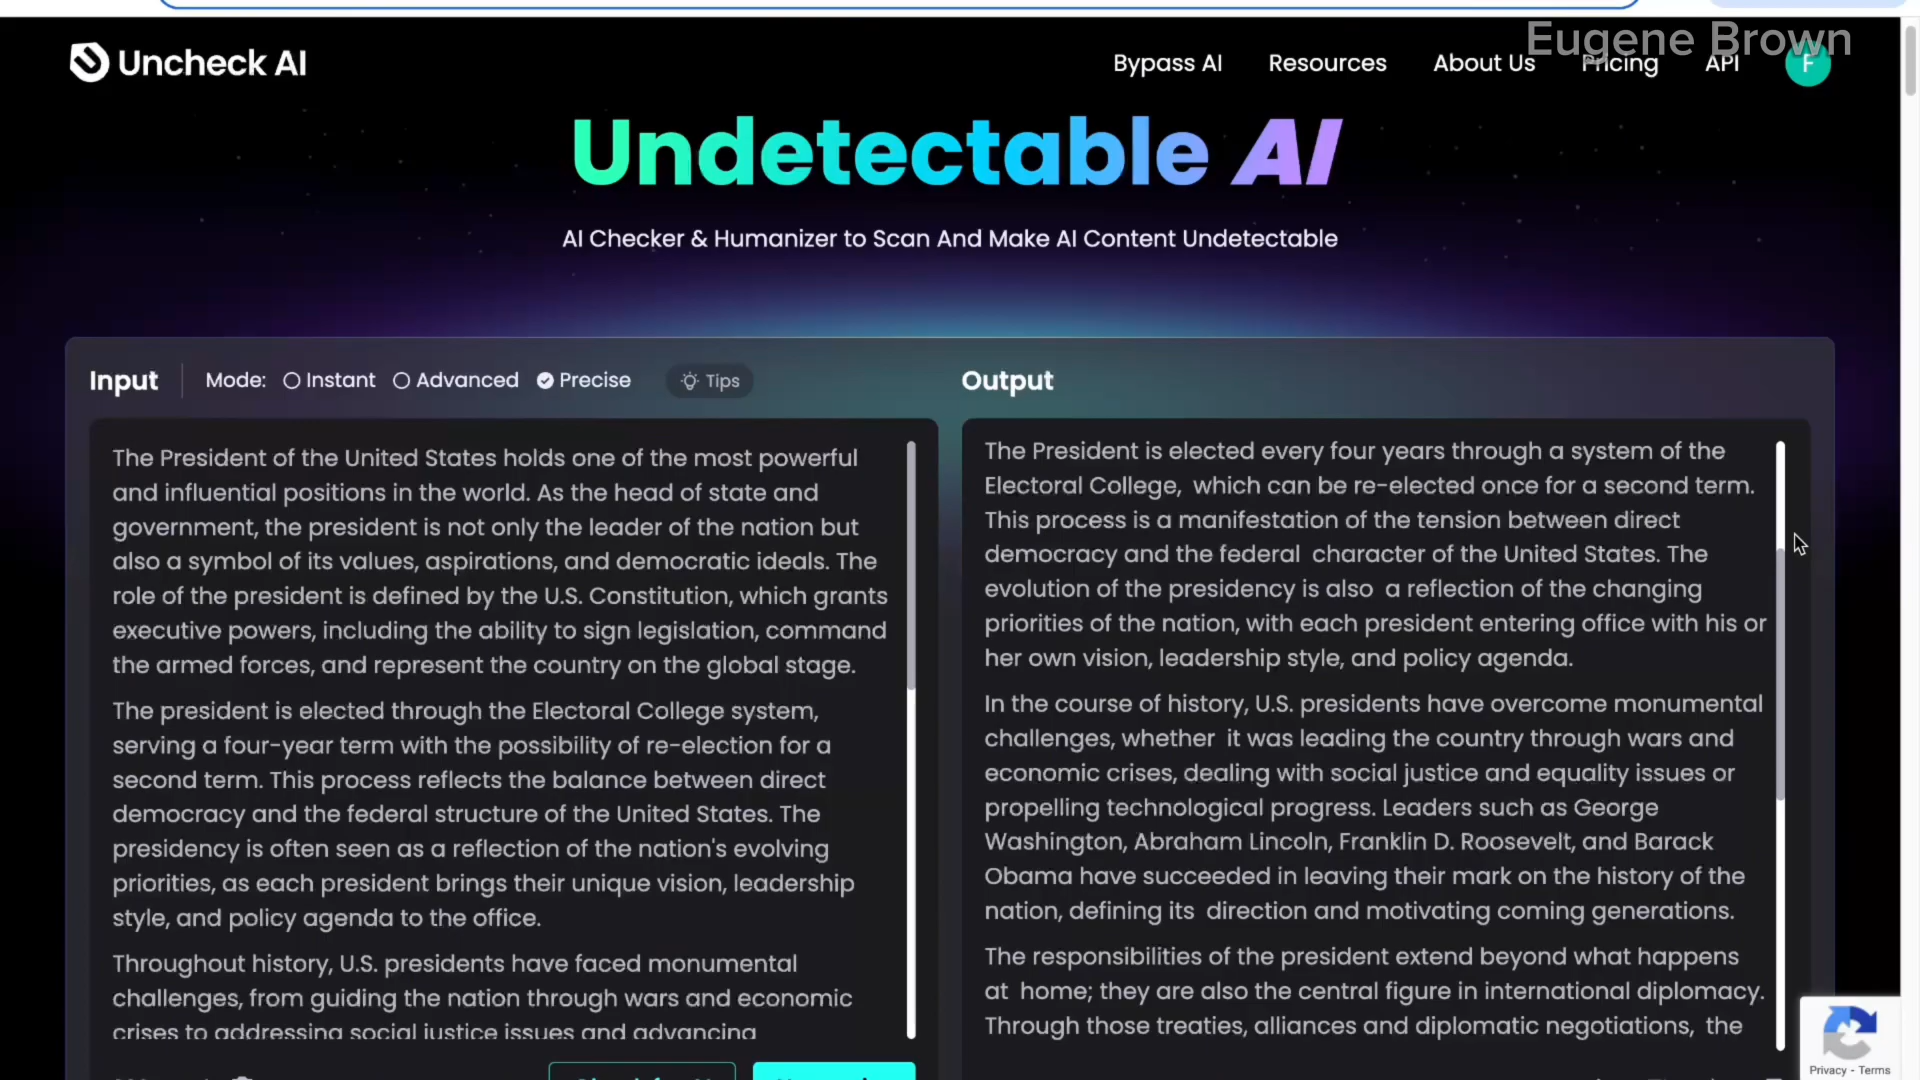 Eugene Brown
Uncheck AI
Bypass AI Resources About Us Pricing API F
Undetectable AI
AI Checker & Humanizer to Scan And Make AI Content Undetectable
Input Mode: Instant Advanced Precise Tips
The President of the United States holds one of the most powerful
and influential positions in the world. As the head of state and
government, the president is not only the leader of the nation but
also a symbol of its values, aspirations, and democratic ideals. The
role of the president is defined by the U.S. Constitution, which grants
executive powers, including the ability to sign legislation, command
the armed forces, and represent the country on the global stage.
The president is elected through the Electoral College system,
serving a four-year term with the possibility of re-election for a
second term. This process reflects the balance between direct
democracy and the federal structure of the United States. The
presidency is often seen as a reflection of the nation's evolving
priorities, as each president brings their unique vision, leadership
style, and policy agenda to the office.
Throughout history, U.S. presidents have faced monumental
challenges, from guiding the nation through wars and economic
crises to addressing social justice issues and advancing
Output
The President is elected every four years through a system of the
Electoral College, which can be re-elected once for a second term.
This process is a manifestation of the tension between direct
democracy and the federal character of the United States. The
evolution of the presidency is also a reflection of the changing
priorities of the nation, with each president entering office with his or
her own vision, leadership style, and policy agenda.
In the course of history, U.S. presidents have overcome monumental
challenges, whether it was leading the country through wars and
economic crises, dealing with social justice and equality issues or
propelling technological progress. Leaders such as George
Washington, Abraham Lincoln, Franklin D. Roosevelt, and Barack
Obama have succeeded in leaving their mark on the history of the
nation, defining its direction and motivating coming generations.
The responsibilities of the president extend beyond what happens
at home; they are also the central figure in international diplomacy.
Through those treaties, alliances and diplomatic negotiations, the
Privacy - Terms